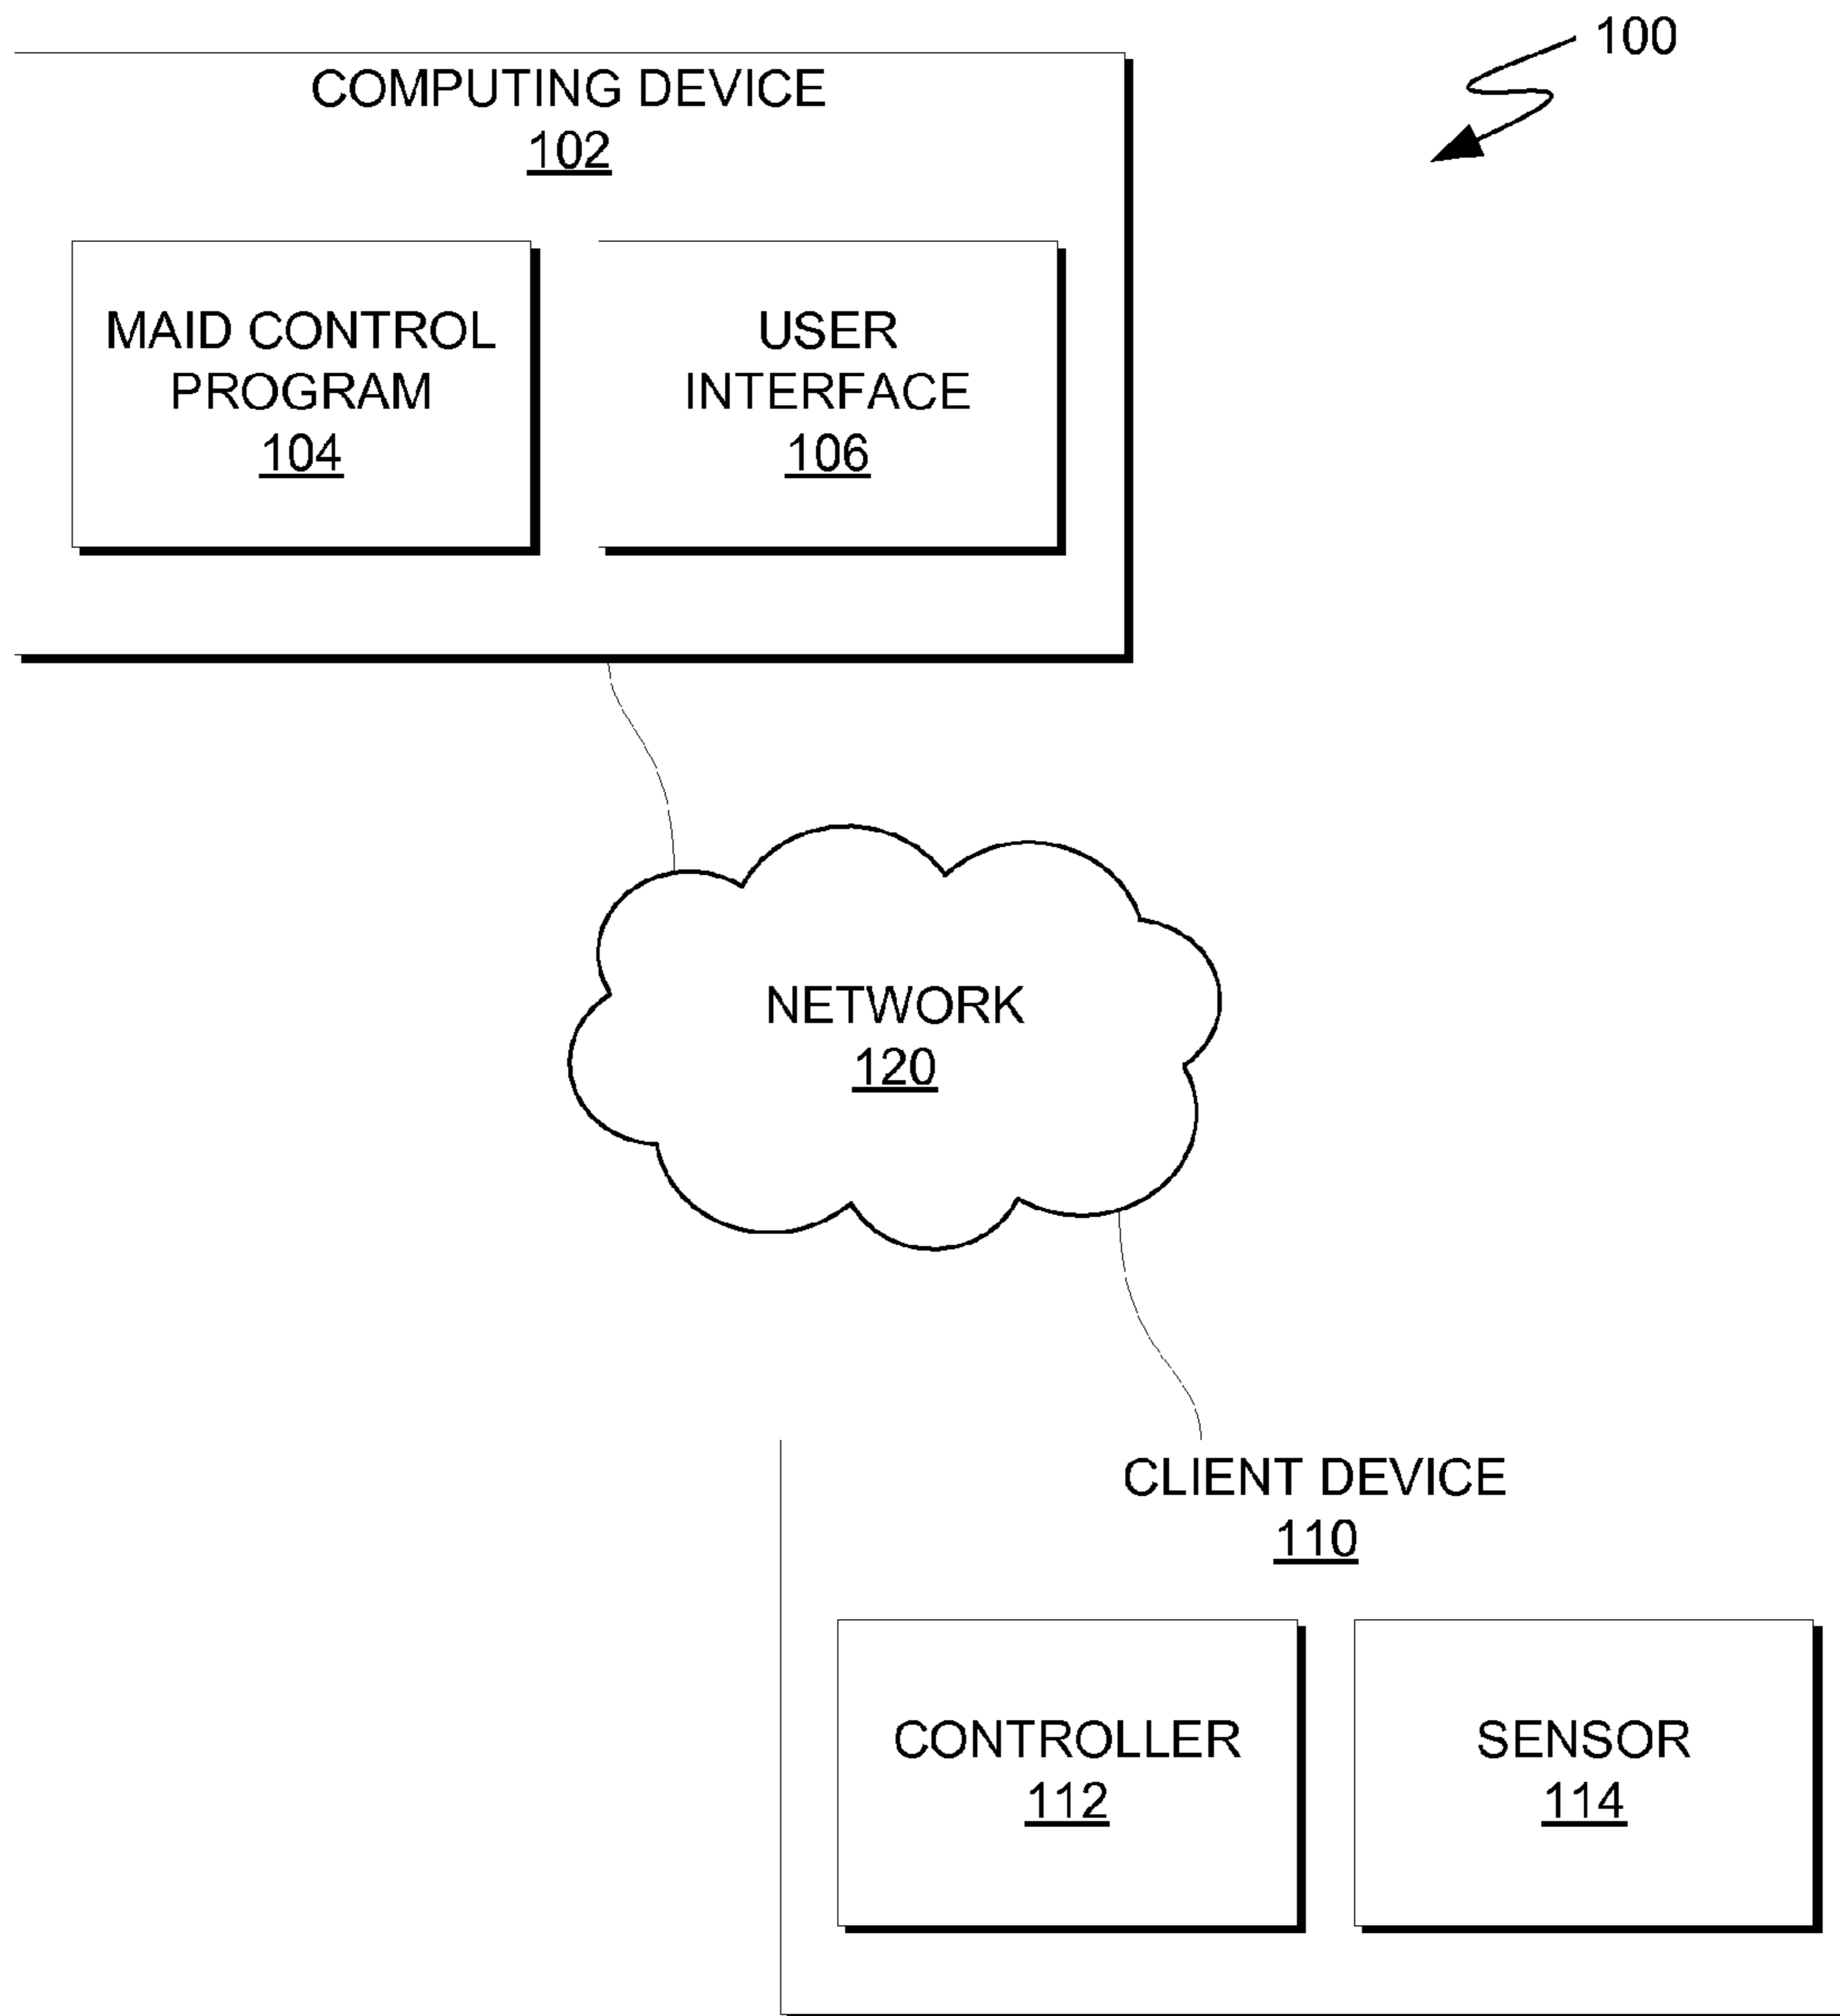 100
COMPUTING DEVICE
102
MAID CONTROL
PROGRAM
104
USER
INTERFACE
106
NETWORK
120
CLIENT DEVICE
110
CONTROLLER
112
SENSOR
114